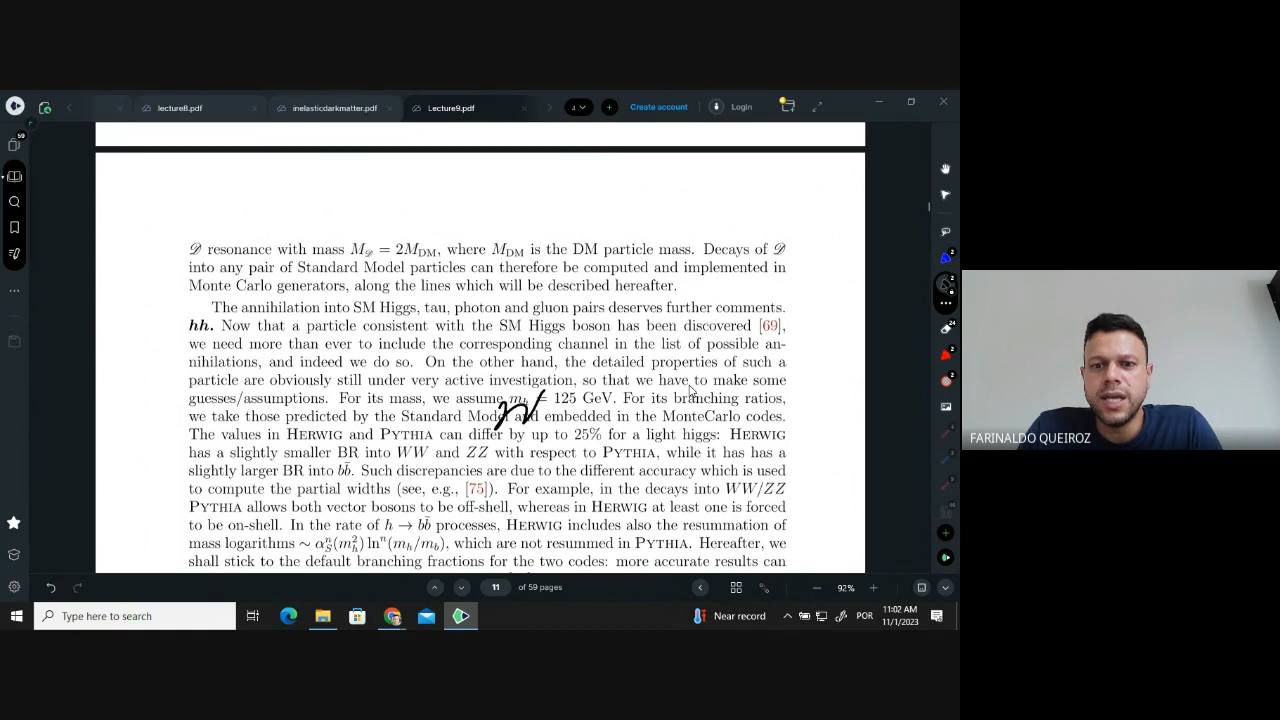 lecture8.pdf
inelasticdarkmatter.pdf
Lecture9.pdf
4
Create account
Login
59
𝒟 resonance with mass M𝒟 = 2MDM, where MDM is the DM particle mass. Decays of 𝒟
into any pair of Standard Model particles can therefore be computed and implemented in
Monte Carlo generators, along the lines which will be described hereafter.
The annihilation into SM Higgs, tau, photon and gluon pairs deserves further comments.
hh. Now that a particle consistent with the SM Higgs boson has been discovered [69],
we need more than ever to include the corresponding channel in the list of possible an-
nihilations, and indeed we do so. On the other hand, the detailed properties of such a
particle are obviously still under very active investigation, so that we have to make some
guesses/assumptions. For its mass, we assume m = 125 GeV. For its branching ratios,
we take those predicted by the Standard Model and embedded in the MonteCarlo codes.
The values in HERWIG and PYTHIA can differ by up to 25% for a light higgs: HERWIG
has a slightly smaller BR into WW and ZZ with respect to PYTHIA, while it has has a
slightly larger BR into bb̄. Such discrepancies are due to the different accuracy which is used
to compute the partial widths (see, e.g., [75]). For example, in the decays into WW/ZZ
PYTHIA allows both vector bosons to be off-shell, whereas in HERWIG at least one is forced
to be on-shell. In the rate of h → bb̄ processes, HERWIG includes also the resummation of
mass logarithms ∼ αₛⁿ(mₕ²) lnⁿ(mₕ/m_b), which are not resummed in PYTHIA. Hereafter, we
shall stick to the default branching fractions for the two codes: more accurate results can
FARINALDO QUEIROZ
11 of 59 pages
92%
Type here to search
Near record
POR
11:02 AM
11/1/2023